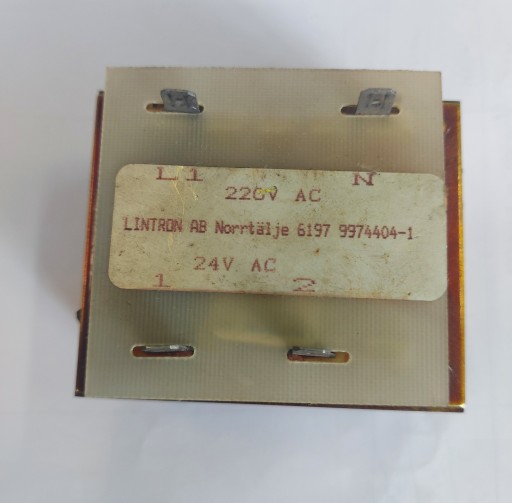 L1 N
220V AC
LINTRON AB Norrtälje 6197 9974404-1
24V AC
1 2